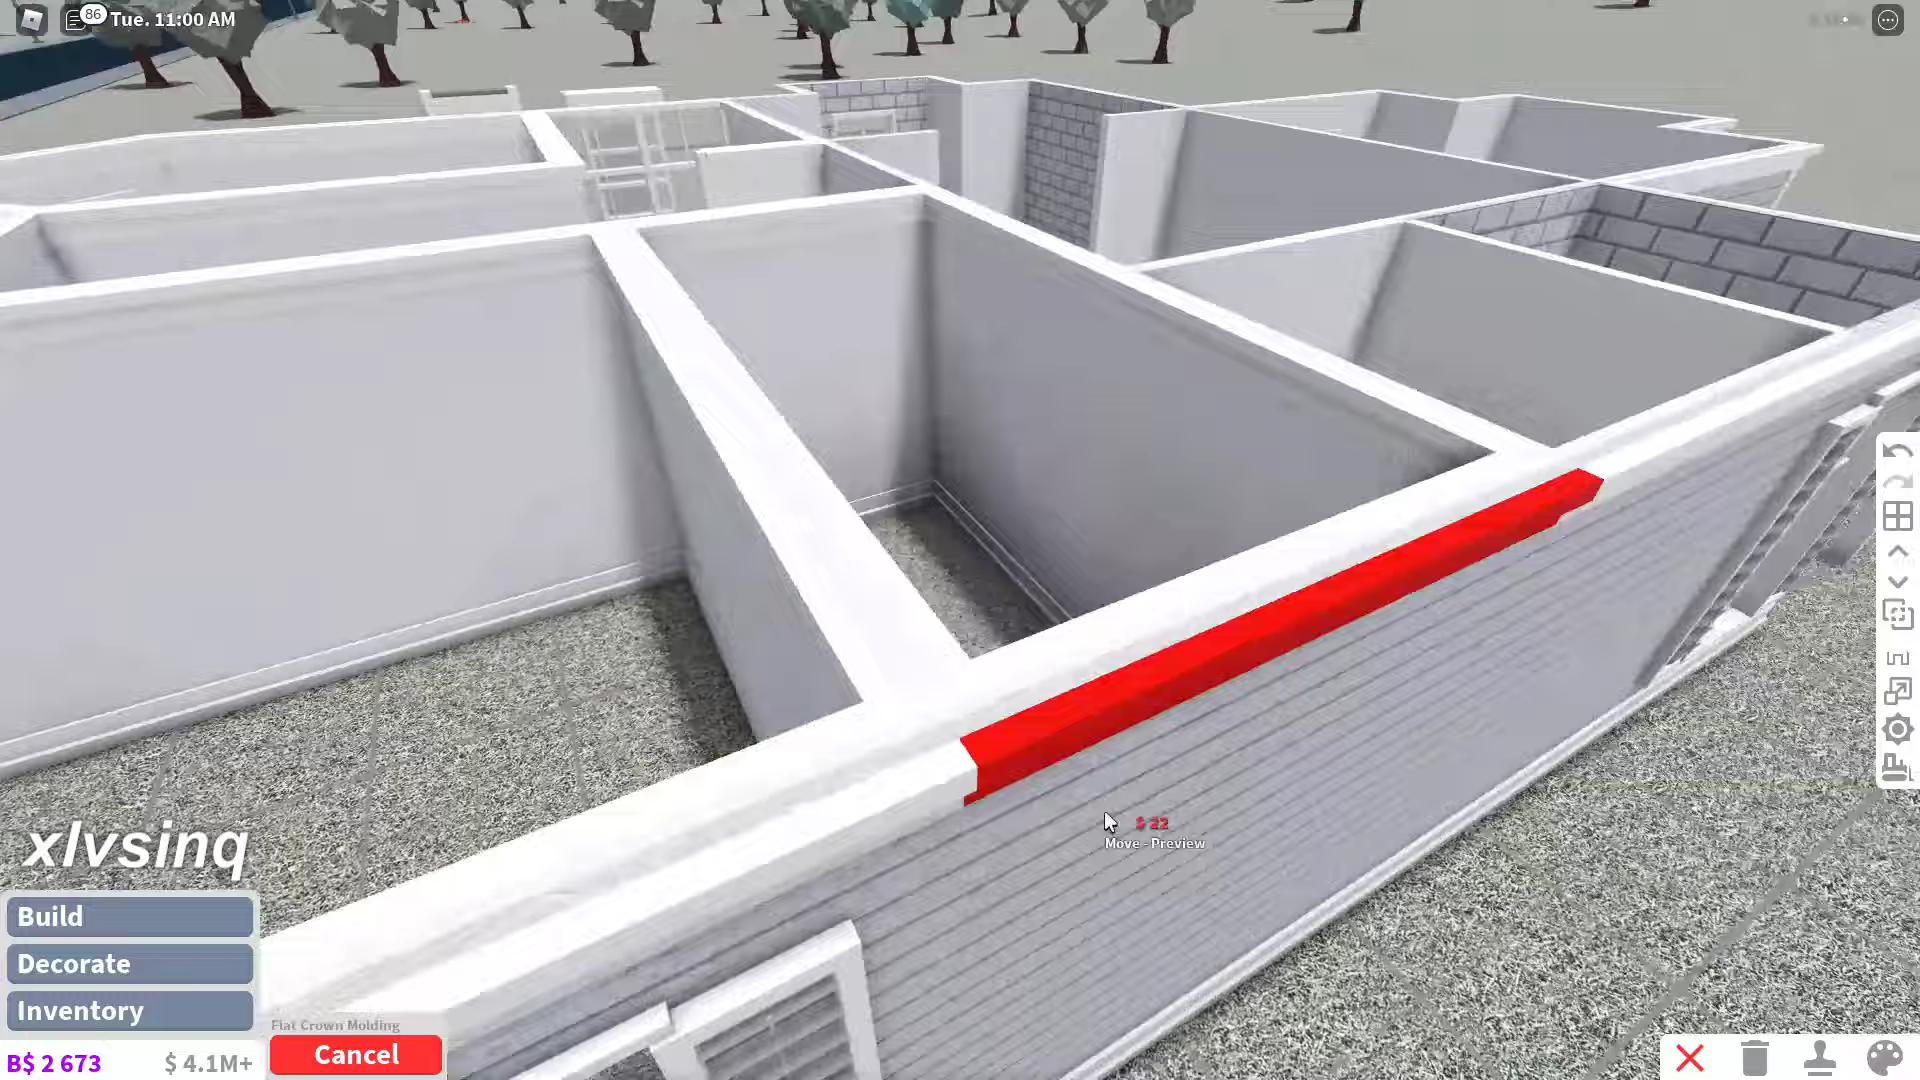 86 Tue. 11:00 AM
$ 22
Move - Preview
xlvsinq
Build
Decorate
Inventory
Flat Crown Molding
Cancel
B$ 2 673 $ 4.1M+